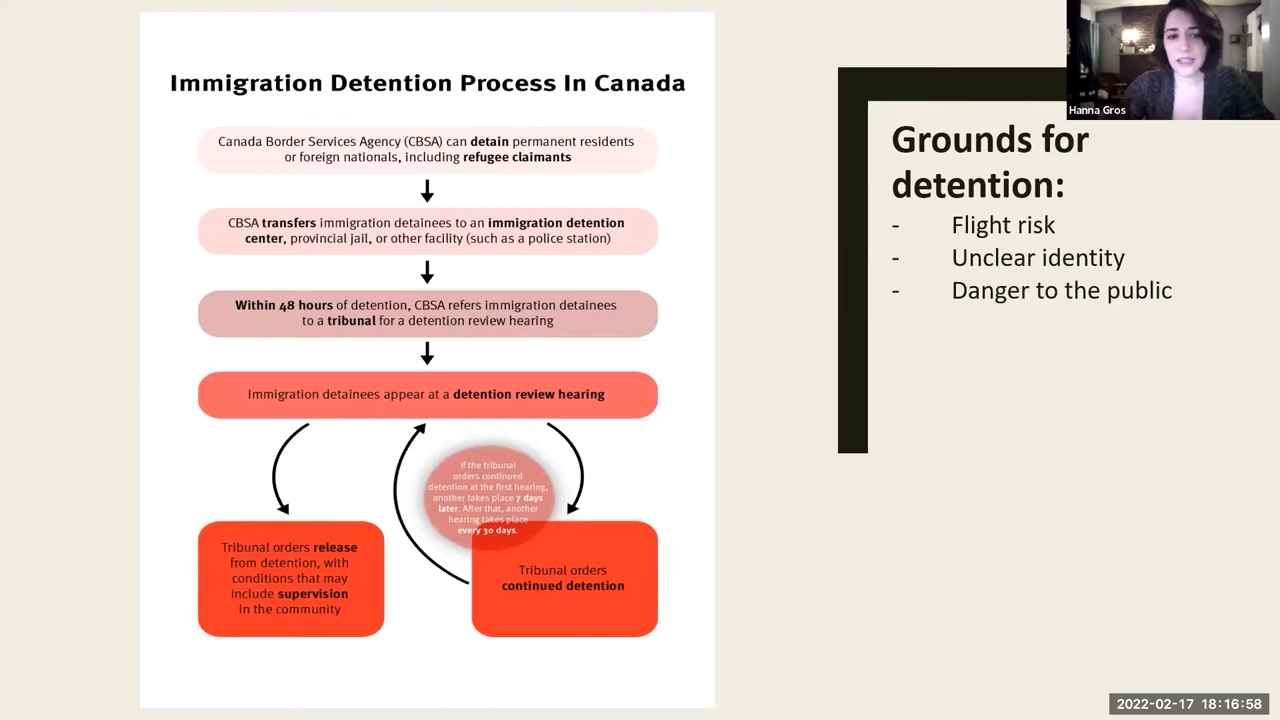 Immigration Detention Process In Canada
Canada Border Services Agency (CBSA) can detain permanent residents
or foreign nationals, including refugee claimants
CBSA transfers immigration detainees to an immigration detention
center, provincial jail, or other facility (such as a police station)
Within 48 hours of detention, CBSA refers immigration detainees
to a tribunal for a detention review hearing
Immigration detainees appear at a detention review hearing
If the tribunal
orders continued
detention at the first hearing,
another takes place 7 days
later. After that, another
hearing takes place
every 30 days.
Tribunal orders release
from detention, with
conditions that may
include supervision
in the community
Tribunal orders
continued detention
Hanna Gros
Grounds for
detention:
- Flight risk
- Unclear identity
- Danger to the public
2022-02-17 18:16:58